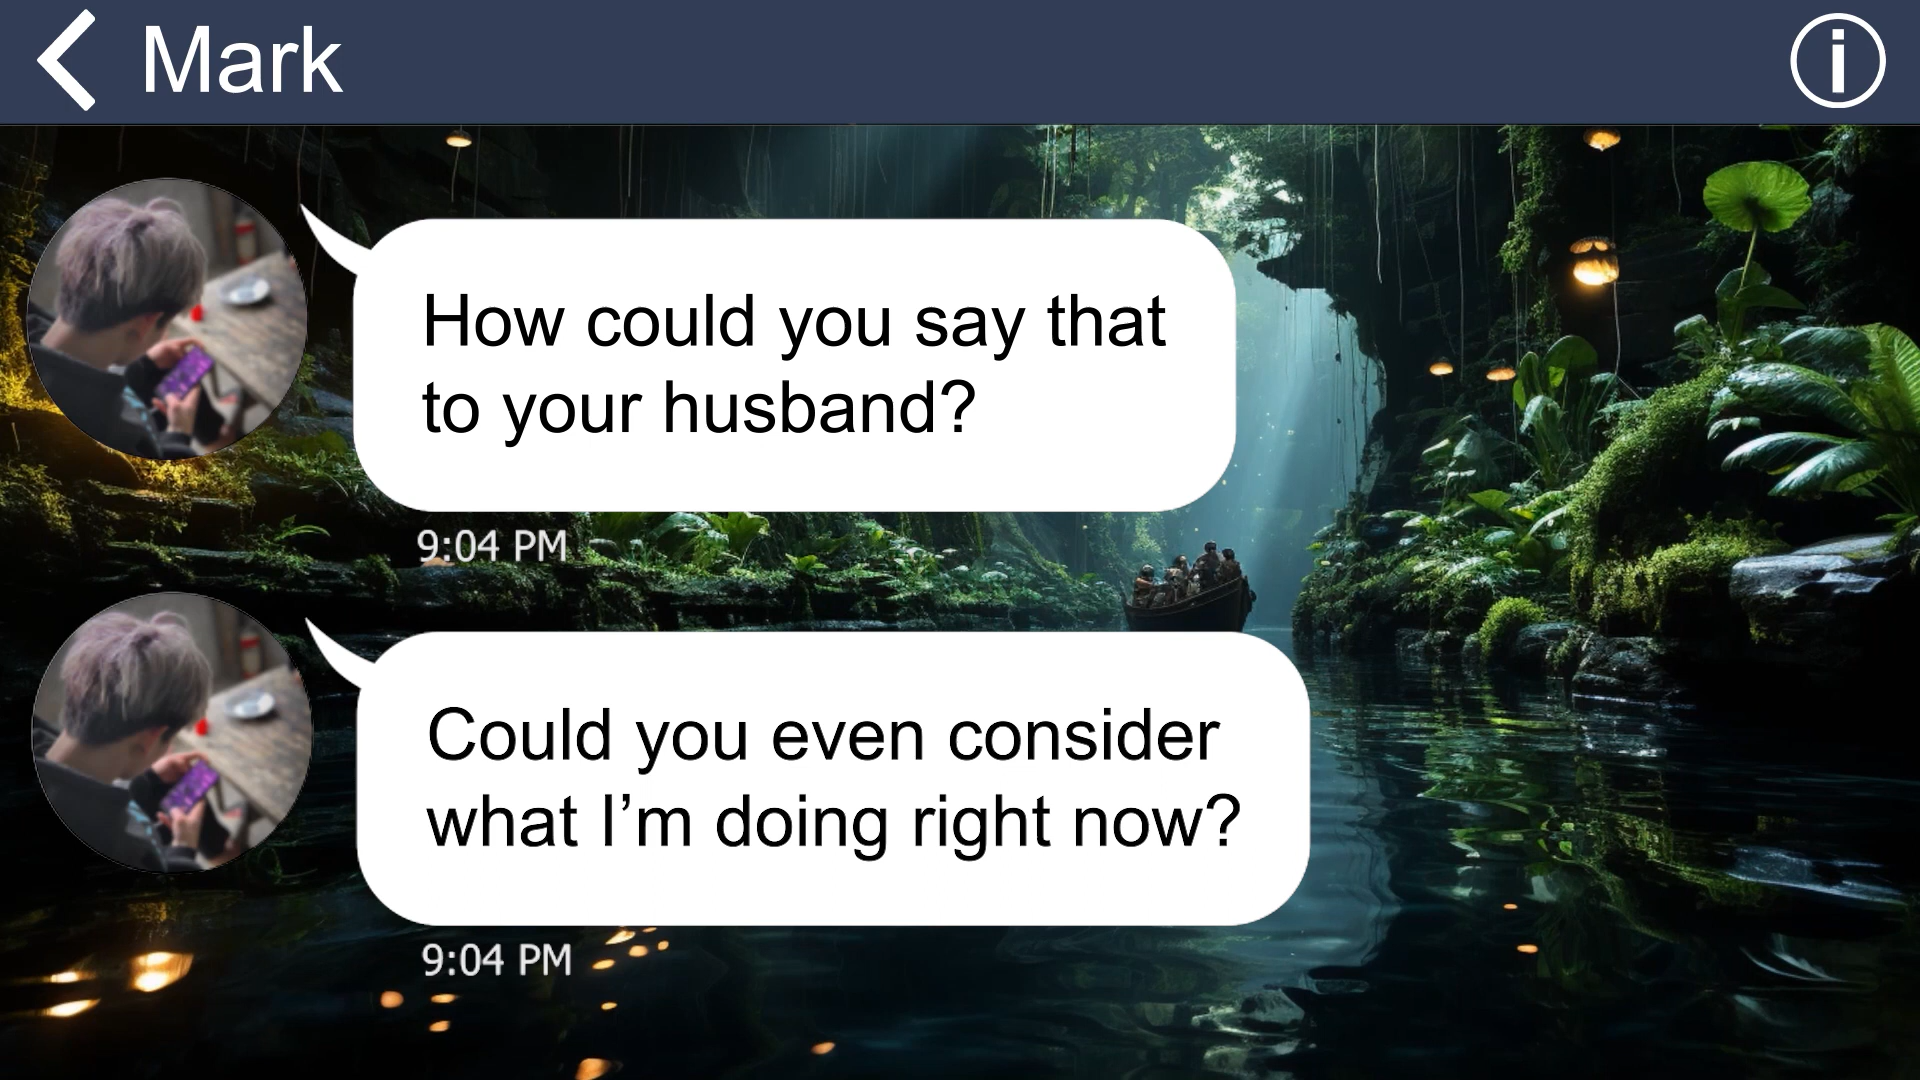 Mark
How could you say that
to your husband?
9:04 PM
Could you even consider
what I’m doing right now?
9:04 PM